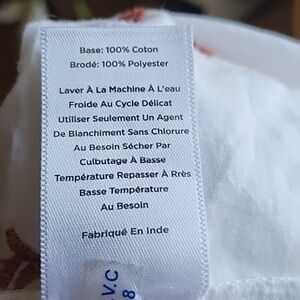 Base: 100% Coton
Brodé: 100% Polyester
Laver À La Machine À L'eau
Froide Au Cycle Délicat
Utiliser Seulement Un Agent
De Blanchiment Sans Chlorure
Au Besoin Sécher Par
Culbutage À Basse
Température Repasser À Rrès
Basse Température
Au Besoin
Fabriqué En Inde
V.C
8